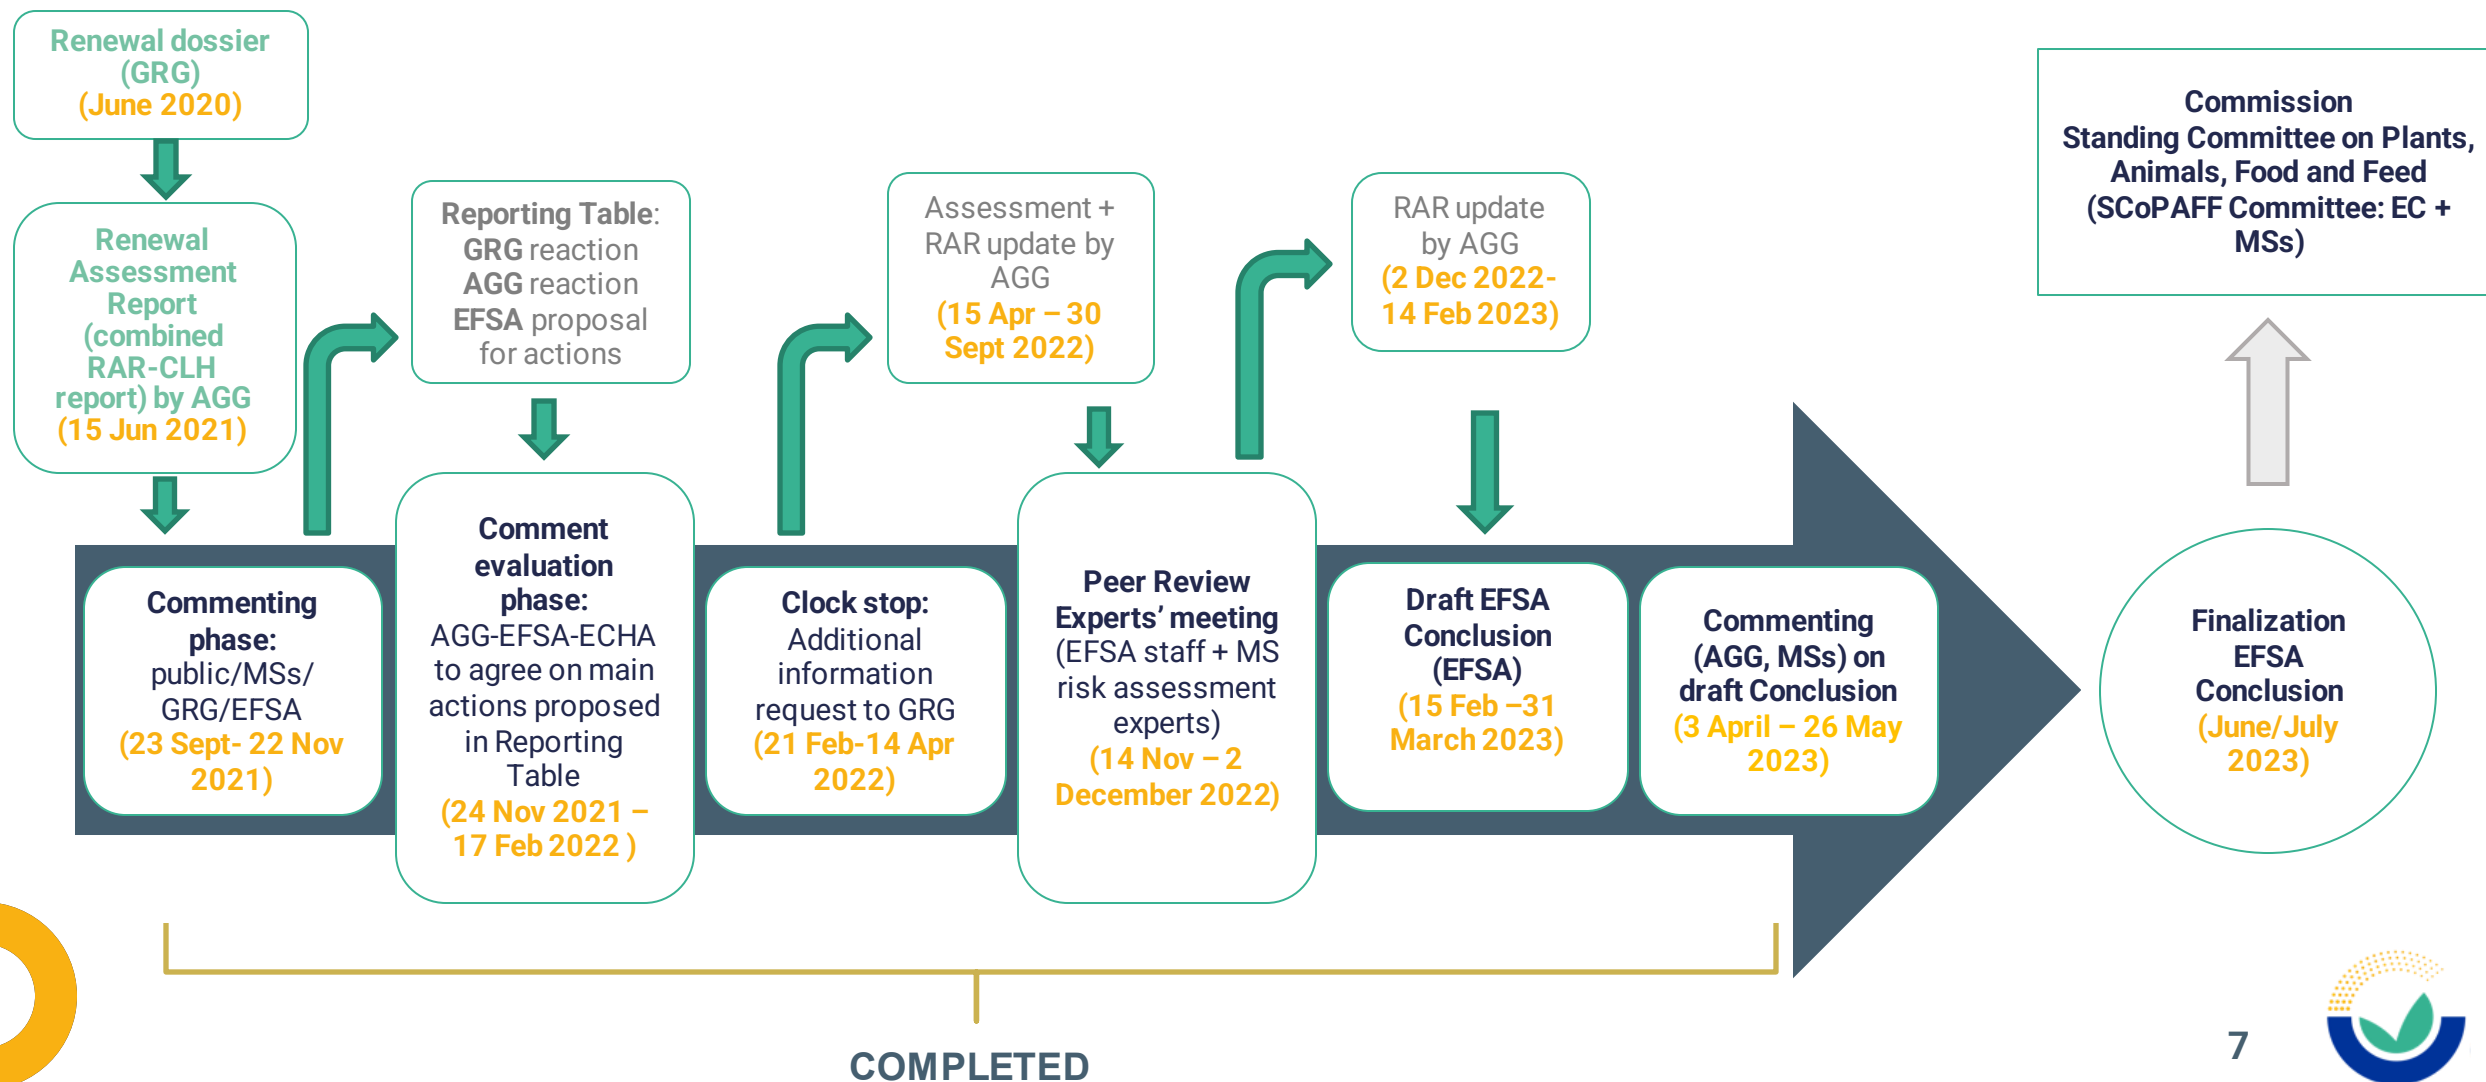 Renewal dossier
(GRG)
(June 2020)
Renewal
Assessment
Report
(combined
RAR-CLH
report) by AGG
(15 Jun 2021)
Reporting Table:
GRG reaction
AGG reaction
EFSA proposal
for actions
Assessment +
RAR update by
AGG
(15 Apr – 30
Sept 2022)
RAR update
by AGG
(2 Dec 2022-
14 Feb 2023)
Commission
Standing Committee on Plants,
Animals, Food and Feed
(SCoPAFF Committee: EC +
MSs)
Commenting
phase:
public/MSs/
GRG/EFSA
(23 Sept- 22 Nov
2021)
Comment
evaluation
phase:
AGG-EFSA-ECHA
to agree on main
actions proposed
in Reporting
Table
(24 Nov 2021 –
17 Feb 2022 )
Clock stop:
Additional
information
request to GRG
(21 Feb-14 Apr
2022)
Peer Review
Experts’ meeting
(EFSA staff + MS
risk assessment
experts)
(14 Nov – 2
December 2022)
Draft EFSA
Conclusion
(EFSA)
(15 Feb –31
March 2023)
Commenting
(AGG, MSs) on
draft Conclusion
(3 April – 26 May
2023)
Finalization
EFSA
Conclusion
(June/July
2023)
COMPLETED
7